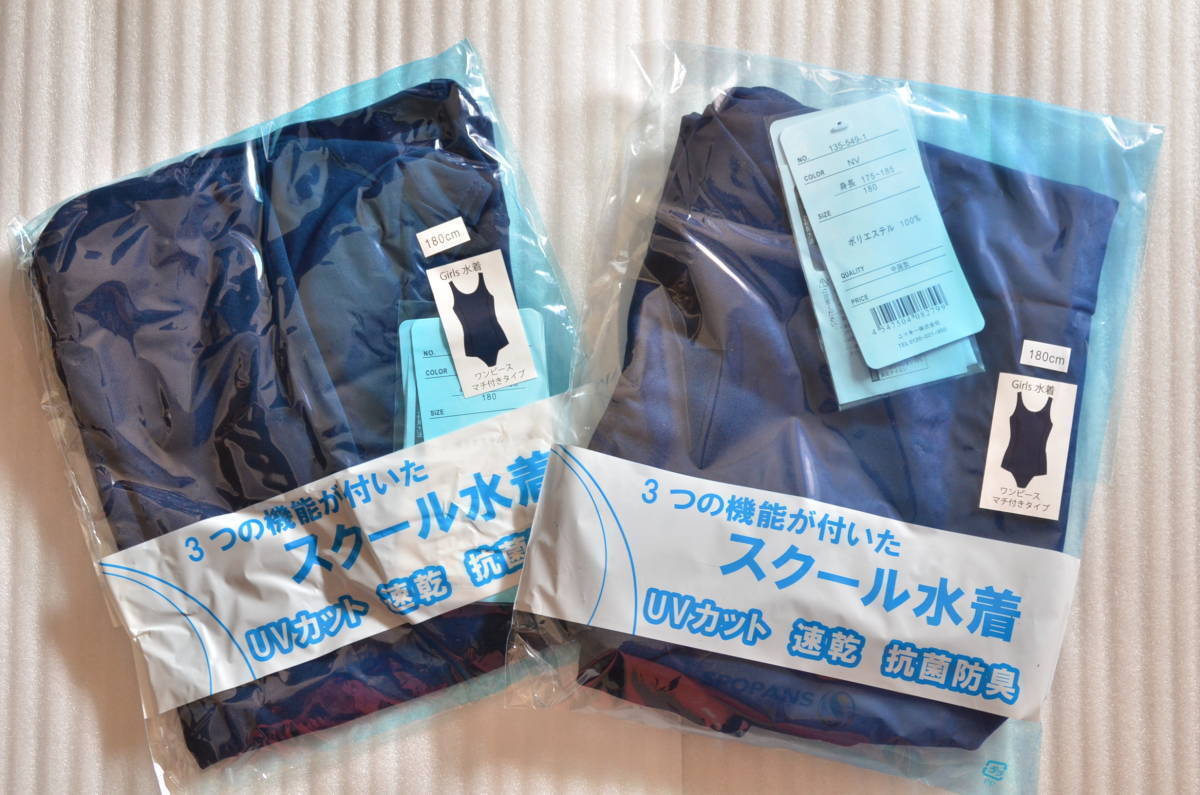 180cm
Girls 水着
ワンピース
マチ付きタイプ
NO.
COLOR
SIZE
180
3つの機能が付いた
スクール水着
UVカット 速乾 抗菌
NO. 135-549-1
COLOR NV
身長 175~185
SIZE 180
ポリエステル 100%
QUALITY 中国製
PRICE
4547504082799
180cm
Girls 水着
ワンピース
マチ付きタイプ
3つの機能が付いた
スクール水着
UVカット 速乾 抗菌防臭
SPOPANS
プラ